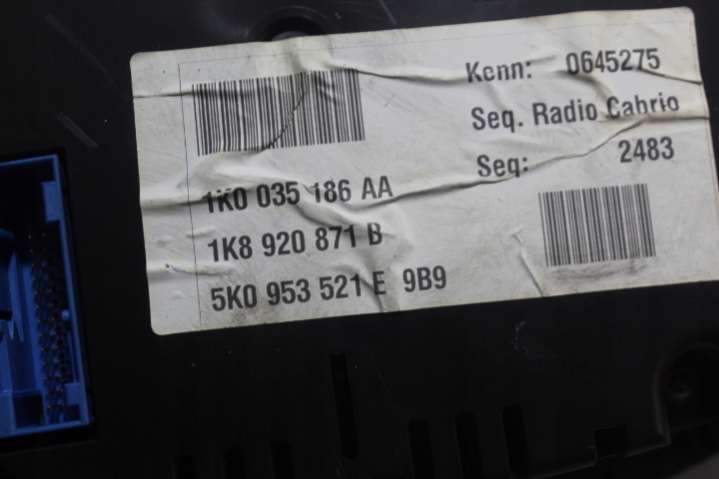 Kenn: 0645275
Seq. Radio Cabrio
Seq: 2483
1K0 035 186 AA
1K8 920 871 B
5K0 953 521 E 9B9